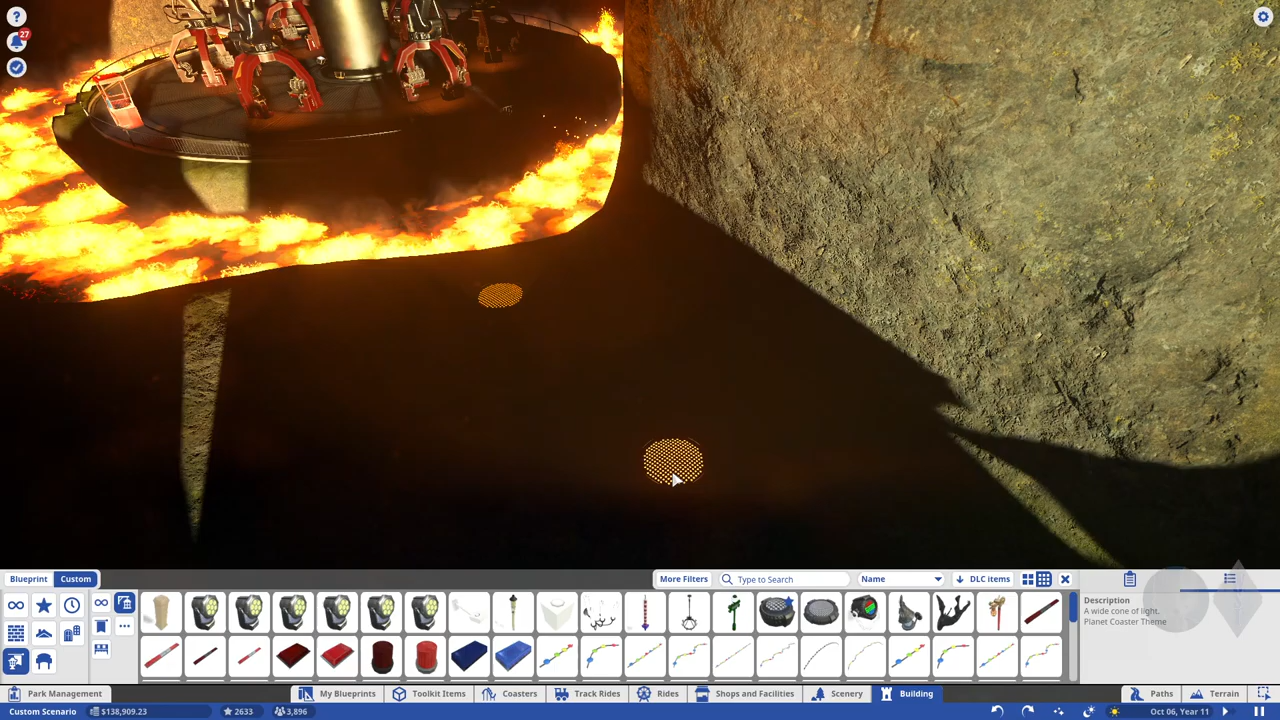 ?
27
Blueprint
Custom
More Filters
Type to Search
Name
DLC items
Description
A wide cone of light.
Planet Coaster Theme
Park Management
My Blueprints
Toolkit Items
Coasters
Track Rides
Rides
Shops and Facilities
Scenery
Building
Paths
Terrain
Custom Scenario
$138,909.23
2633
3,896
Oct 06, Year 11